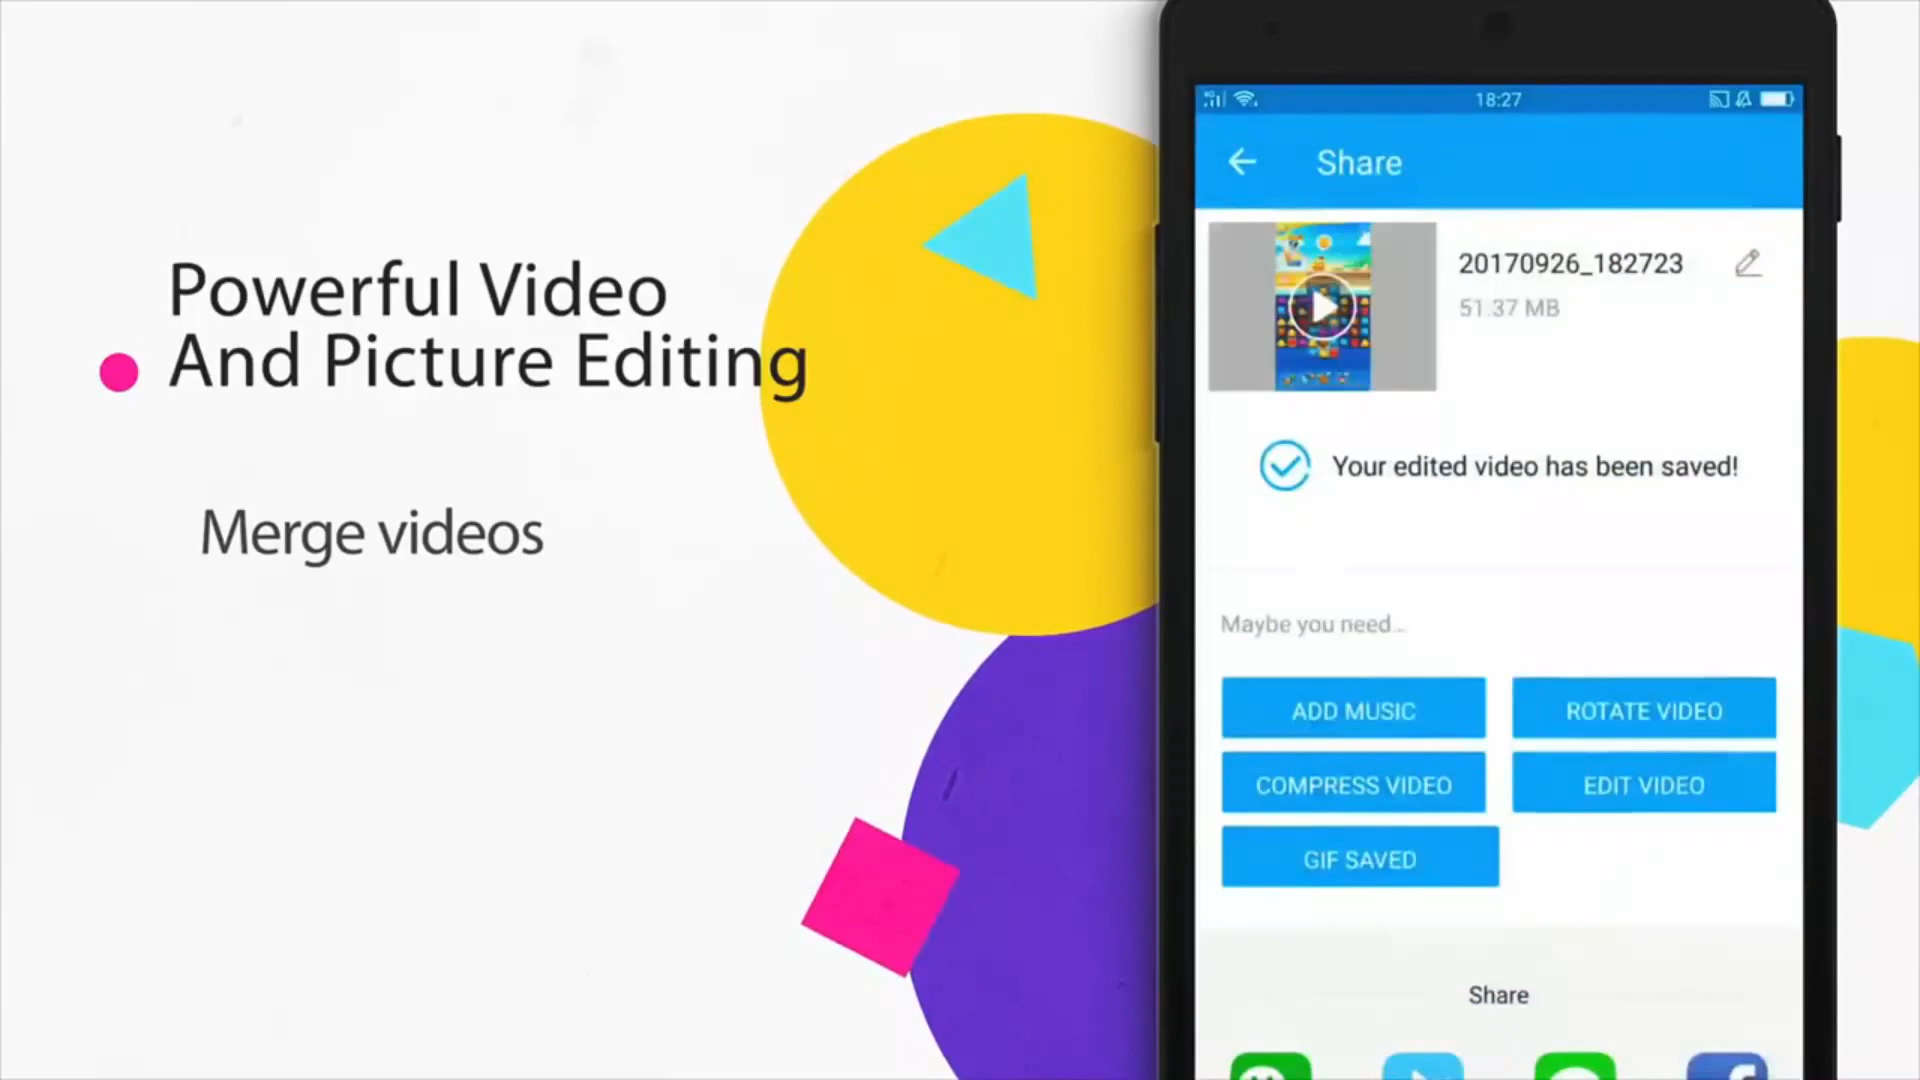 Powerful Video
And Picture Editing
Merge videos
18:27
Share
20170926_182723
51.37 MB
Your edited video has been saved!
Maybe you need...
ADD MUSIC
ROTATE VIDEO
COMPRESS VIDEO
EDIT VIDEO
GIF SAVED
Share